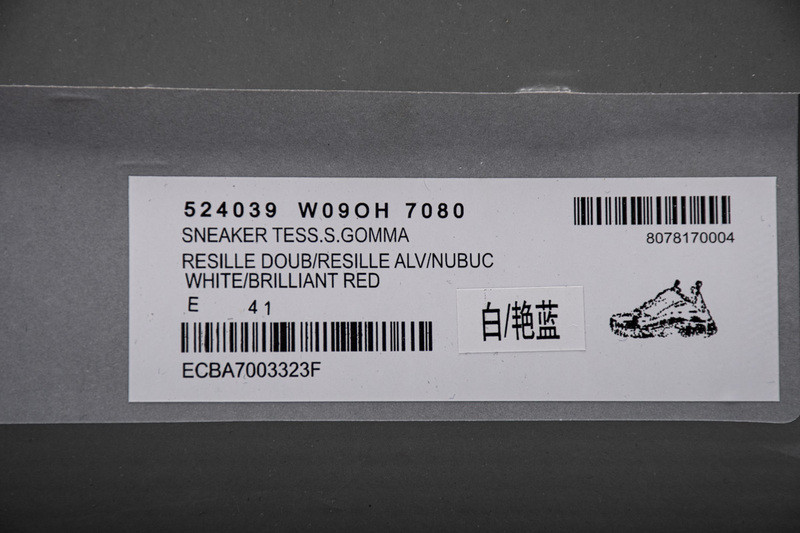 524039 W09OH 7080
8078170004
SNEAKER TESS.S.GOMMA
RESILLE DOUB/RESILLE ALV/NUBUC
WHITE/BRILLIANT RED
E 41
白/艳蓝
ECBA7003323F